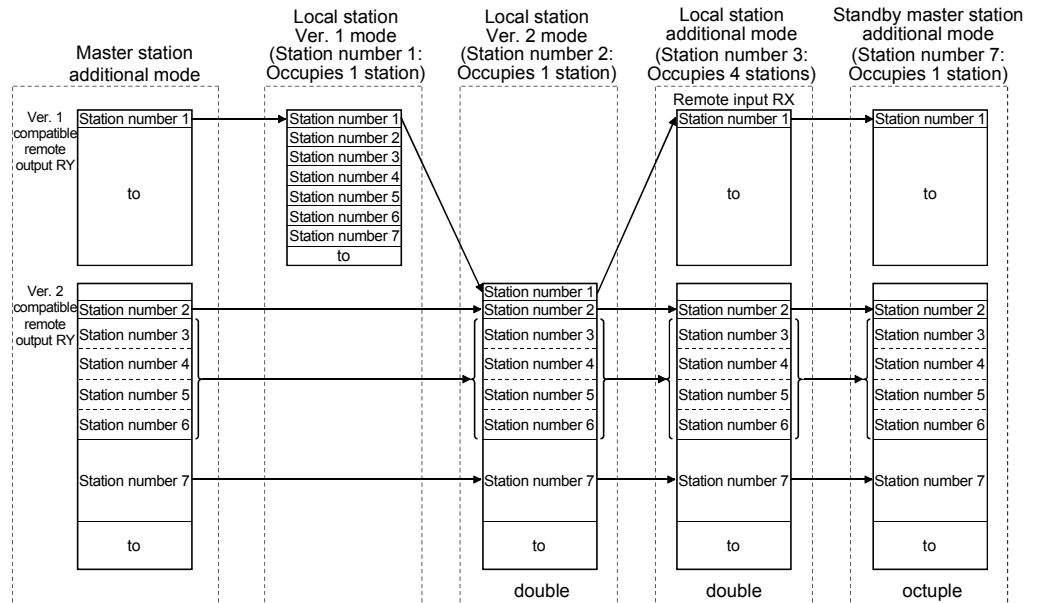 Master station
additional mode
Local station
Ver. 1 mode
(Station number 1:
Occupies 1 station)
Local station
Ver. 2 mode
(Station number 2:
Occupies 1 station)
Local station
additional mode
(Station number 3:
Occupies 4 stations)
Standby master station
additional mode
(Station number 7:
Occupies 1 station)
Ver. 1
compatible
remote
output RY
Station number 1
to
Ver. 2
compatible
remote
output RY
Station number 2
Station number 3
Station number 4
Station number 5
Station number 6
Station number 7
to
Station number 1
Station number 2
Station number 3
Station number 4
Station number 5
Station number 6
Station number 7
to
Station number 1
Station number 2
Station number 3
Station number 4
Station number 5
Station number 6
Station number 7
to
double
Remote input RX
Station number 1
to
Station number 2
Station number 3
Station number 4
Station number 5
Station number 6
Station number 7
to
double
Station number 1
to
Station number 2
Station number 3
Station number 4
Station number 5
Station number 6
Station number 7
to
octuple